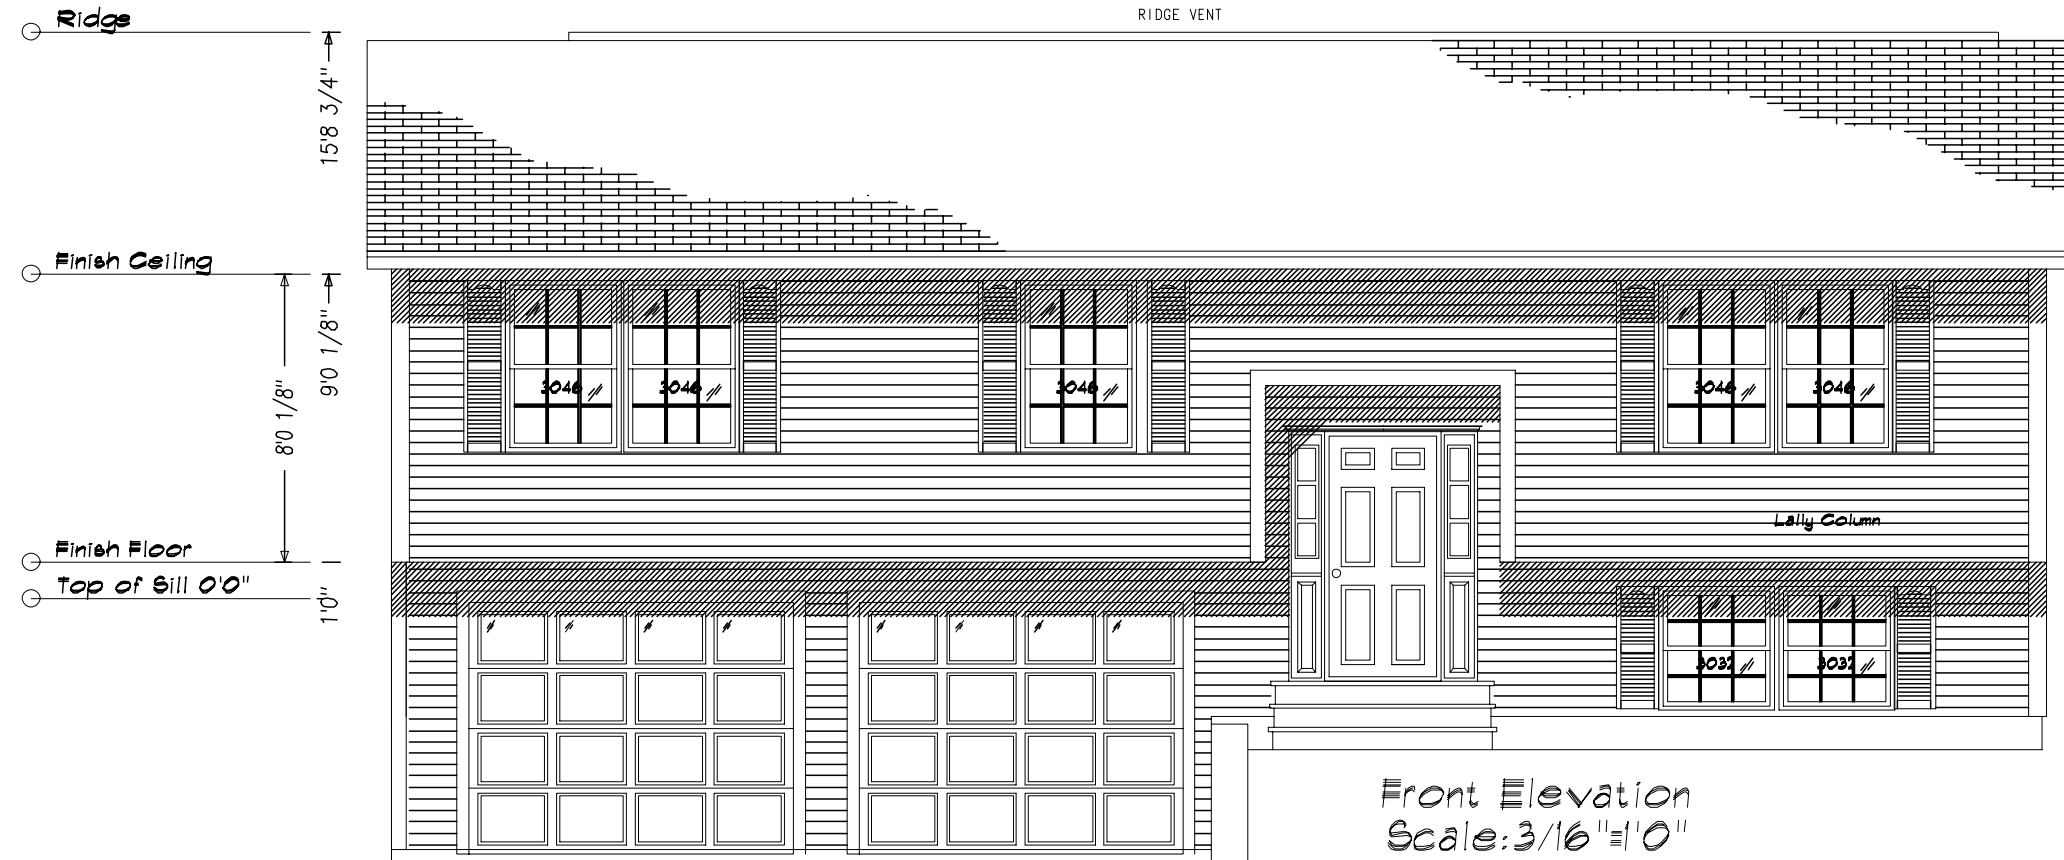 Ridge
RIDGE VENT
15'8 3/4"
Finish Ceiling
9'0 1/8"
8'0 1/8"
3046 3046 3046 3046 3046
Lally Column
Finish Floor
Top of Sill 0'0"
1'0"
3032 3032
Front Elevation
Scale:3/16"=1'0"